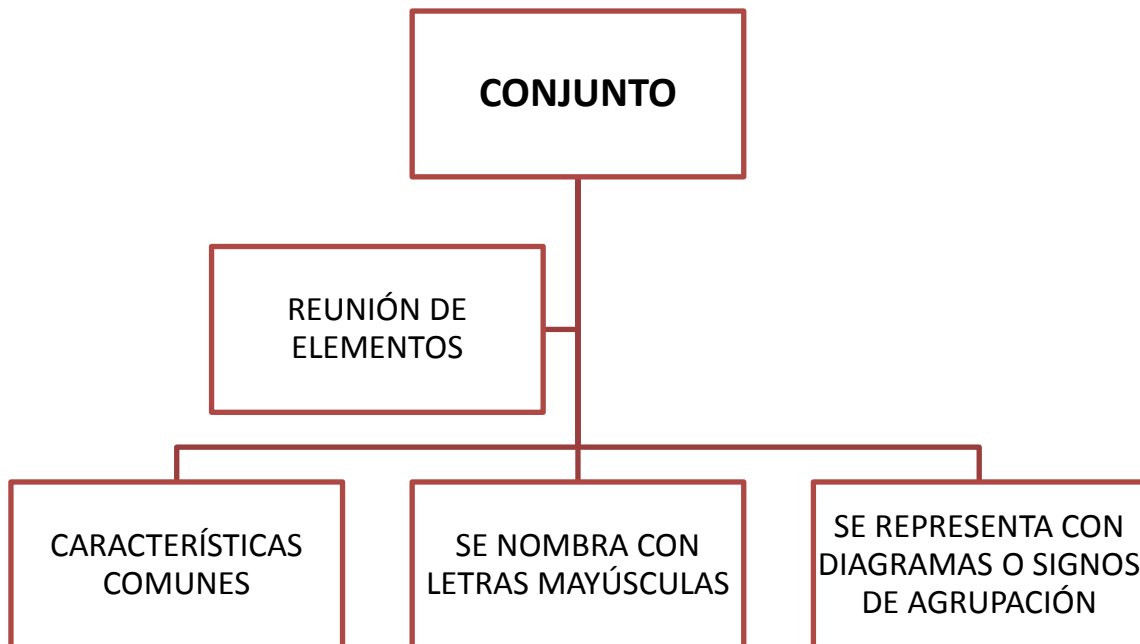 CONJUNTO
REUNIÓN DE
ELEMENTOS
CARACTERÍSTICAS
COMUNES
SE NOMBRA CON
LETRAS MAYÚSCULAS
SE REPRESENTA CON
DIAGRAMAS O SIGNOS
DE AGRUPACIÓN